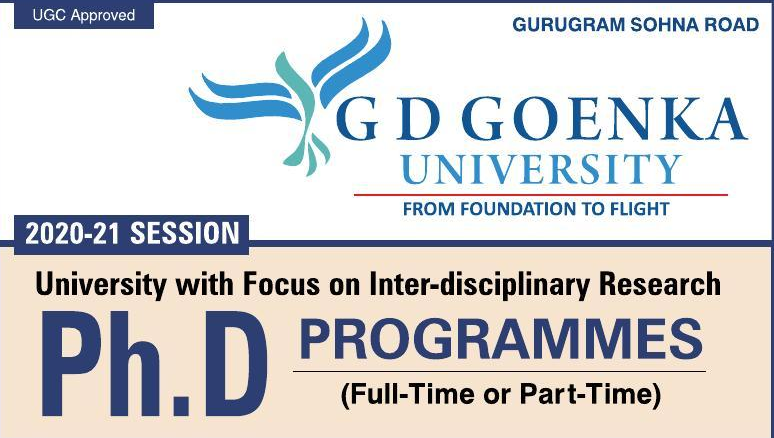 UGC Approved
GURUGRAM SOHNA ROAD
G D GOENKA
UNIVERSITY
FROM FOUNDATION TO FLIGHT
2020-21 SESSION
University with Focus on Inter-disciplinary Research
Ph.D PROGRAMMES
(Full-Time or Part-Time)